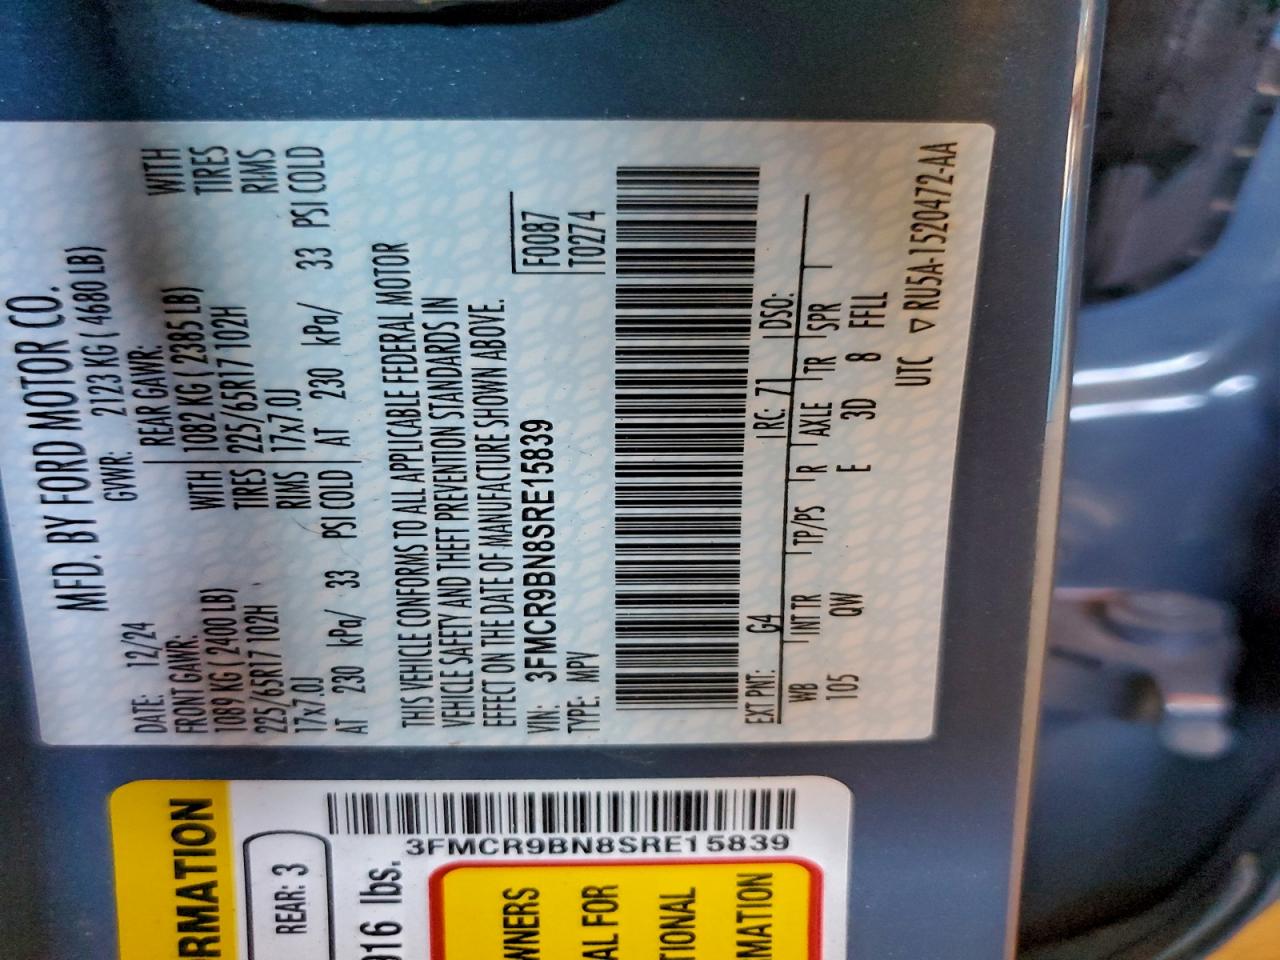 MFD. BY FORD MOTOR CO.
DATE: 12/24 GVWR: 2123 KG ( 4680 LB)
FRONT GAWR: REAR GAWR:
1089 KG ( 2400 LB) WITH 1082 KG ( 2385 LB) WITH
225/65R17 102H TIRES 225/65R17 102H TIRES
17x7.0J RIMS 17x7.0J RIMS
AT 230 kPa/ 33 PSI COLD AT 230 kPa/ 33 PSI COLD
THIS VEHICLE CONFORMS TO ALL APPLICABLE FEDERAL MOTOR
VEHICLE SAFETY AND THEFT PREVENTION STANDARDS IN
EFFECT ON THE DATE OF MANUFACTURE SHOWN ABOVE.
VIN: 3FMCR9BN8SRE15839 F0087
TYPE: MPV T0274
EXT PNT: G4 RC: 71 DSO:
WB INT TR TP/PS R AXLE TR SPR
105 QW E 3D 8 FFLL
UTC ▽ RU5A-1520472-AA
RMATION
REAR: 3
916 lbs.
3FMCR9BN8SRE15839
WNERS
AL FOR
TIONAL
MATION